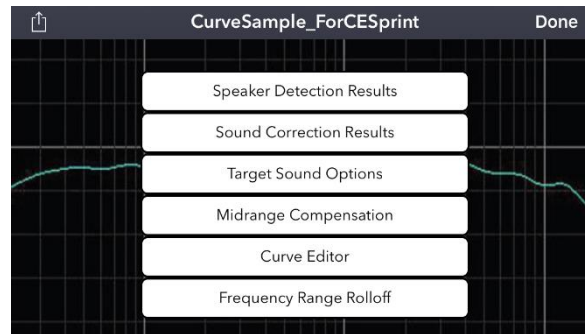 CurveSample_ForCESprint Done
Speaker Detection Results
Sound Correction Results
Target Sound Options
Midrange Compensation
Curve Editor
Frequency Range Rolloff